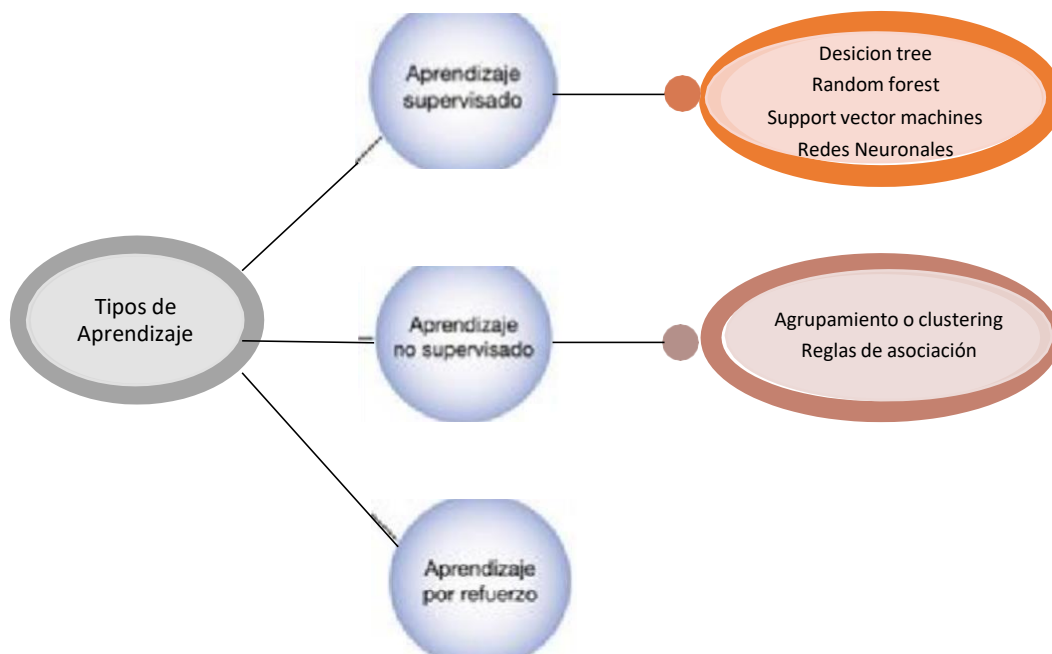 Aprendizaje
supervisado
Desicion tree
Random forest
Support vector machines
Redes Neuronales
Tipos de
Aprendizaje
Aprendizaje
no supervisado
Agrupamiento o clustering
Reglas de asociación
Aprendizaje
por refuerzo